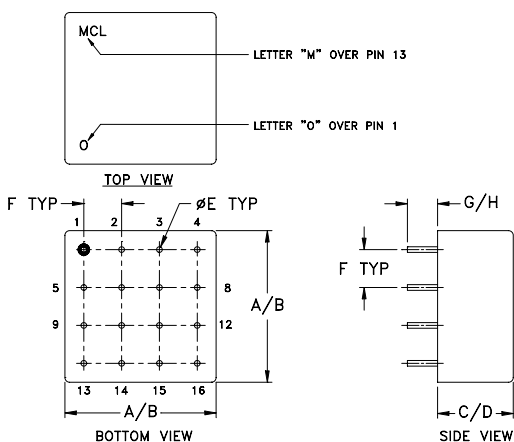 MCL
LETTER "M" OVER PIN 13
LETTER "O" OVER PIN 1
O
TOP VIEW
F TYP
øE TYP
G/H
1 2 3 4
F TYP
5 8
A/B
9 12
13 14 15 16
A/B
C/D
BOTTOM VIEW
SIDE VIEW